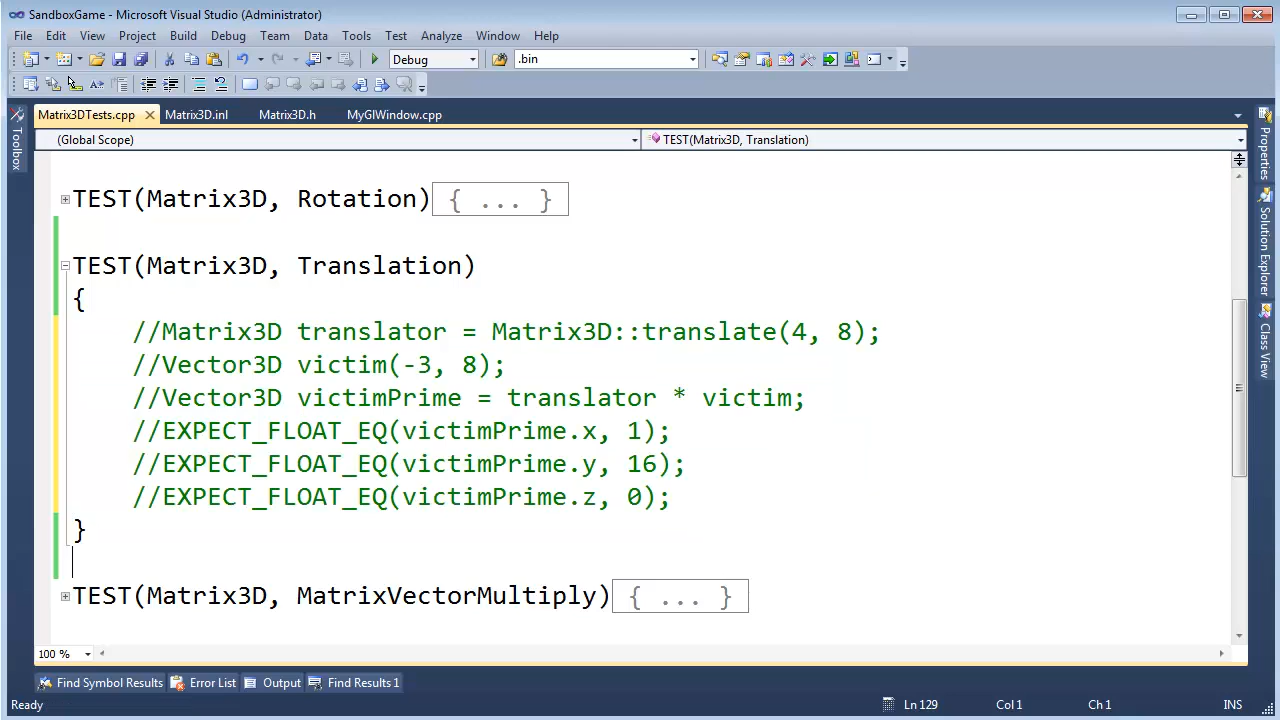 SandboxGame - Microsoft Visual Studio (Administrator)
File Edit View Project Build Debug Team Data Tools Test Analyze Window Help
Debug .bin
Matrix3DTests.cpp Matrix3D.inl Matrix3D.h MyGlWindow.cpp
(Global Scope) TEST(Matrix3D, Translation)
TEST(Matrix3D, Rotation){ ... }
TEST(Matrix3D, Translation)
{
//Matrix3D translator = Matrix3D::translate(4, 8);
//Vector3D victim(-3, 8);
//Vector3D victimPrime = translator * victim;
//EXPECT_FLOAT_EQ(victimPrime.x, 1);
//EXPECT_FLOAT_EQ(victimPrime.y, 16);
//EXPECT_FLOAT_EQ(victimPrime.z, 0);
}
TEST(Matrix3D, MatrixVectorMultiply){ ... }
100 %
Find Symbol Results Error List Output Find Results 1
Ready Ln 129 Col 1 Ch 1 INS
Toolbox
Properties
Solution Explorer
Class View